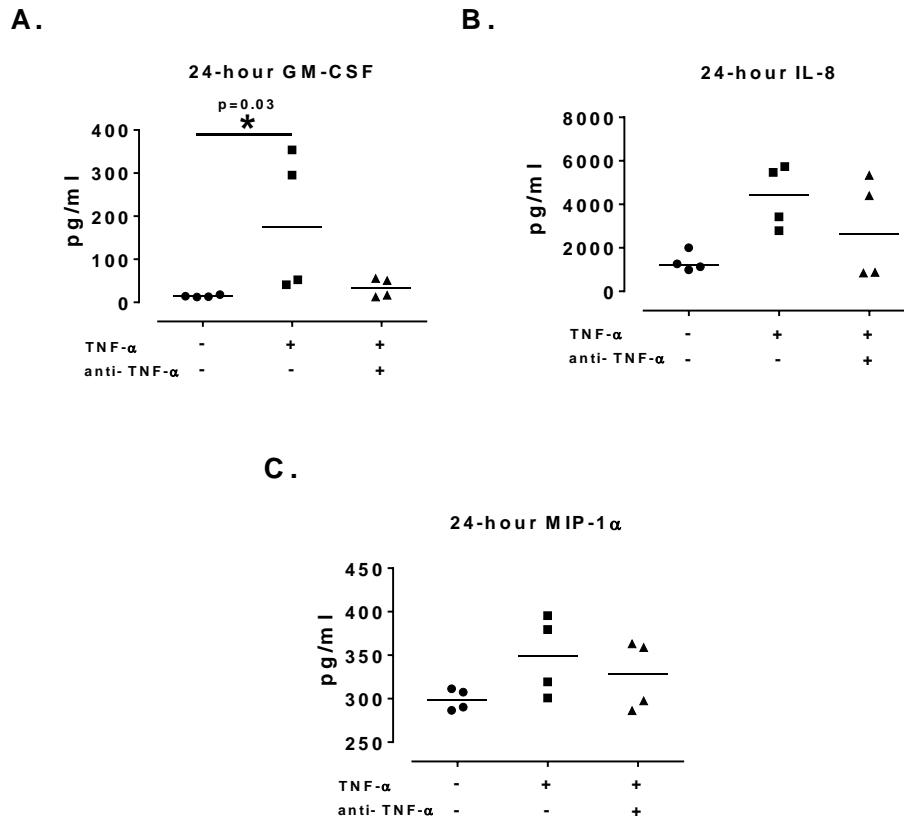 A.
24-hour GM-CSF
p=0.03
*
400
300
200
100
0
pg/ml
TNF-α - + +
anti- TNF-α - - +
B.
24-hour IL-8
8000
6000
4000
2000
0
pg/ml
TNF-α - + +
anti- TNF-α - - +
C.
24-hour MIP-1α
450
400
350
300
250
pg/ml
TNF-α - + +
anti- TNF-α - - +